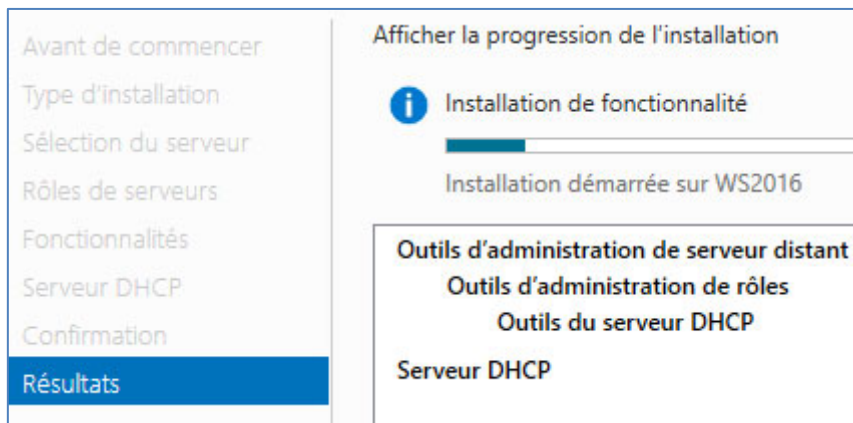 Avant de commencer
Type d'installation
Sélection du serveur
Rôles de serveurs
Fonctionnalités
Serveur DHCP
Confirmation
Résultats
Afficher la progression de l'installation
Installation de fonctionnalité
Installation démarrée sur WS2016
Outils d'administration de serveur distant
Outils d'administration de rôles
Outils du serveur DHCP
Serveur DHCP